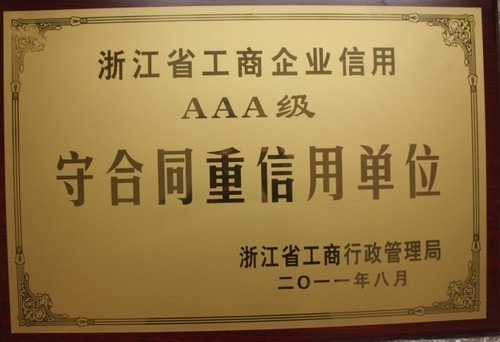 浙江省工商企业信用
AAA级
守合同重信用单位
浙江省工商行政管理局
二〇一一年八月